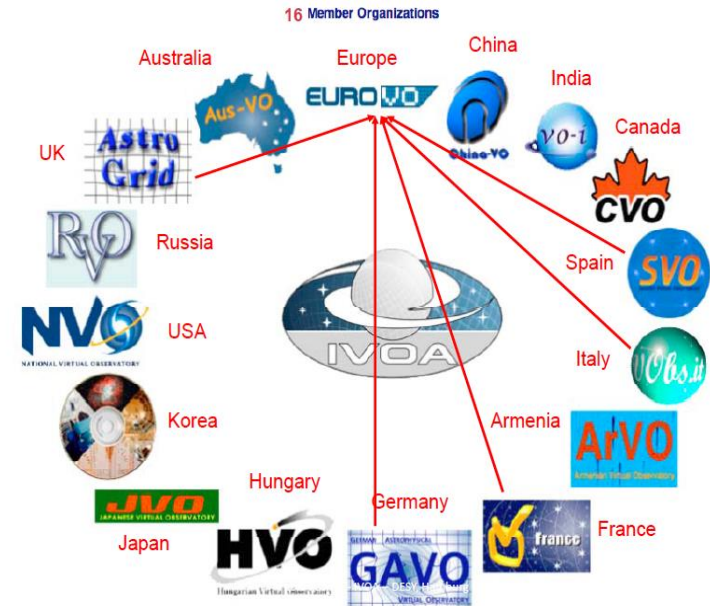 16 Member Organizations
Australia
Europe
China
India
Canada
UK
Astro
Grid
Aus-VO
EURO VO
China-VO
vo-i
CVO
RVO
Russia
Spain
SVO
NVO
NATIONAL VIRTUAL OBSERVATORY
USA
IVOA
Italy
VObs.it
Korea
Armenia
ArVO
Armenian Virtual Observatory
JVO
JAPANESE VIRTUAL OBSERVATORY
Japan
Hungary
HVO
Hungarian Virtual Observatory
Germany
GERMAN ASTROPHYSICAL
GAVO
VIRTUAL OBSERVATORY
France
France